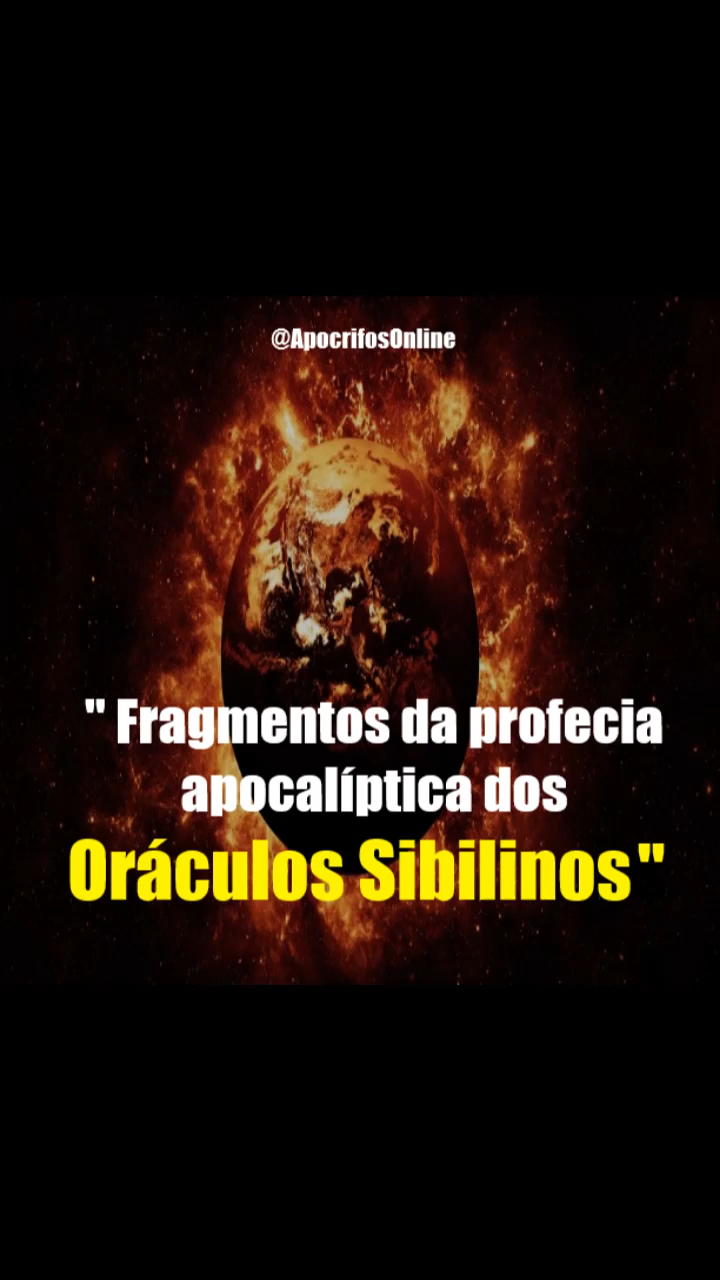 @ApocrifosOnline
" Fragmentos da profecia
apocalíptica dos
Oráculos Sibilinos"